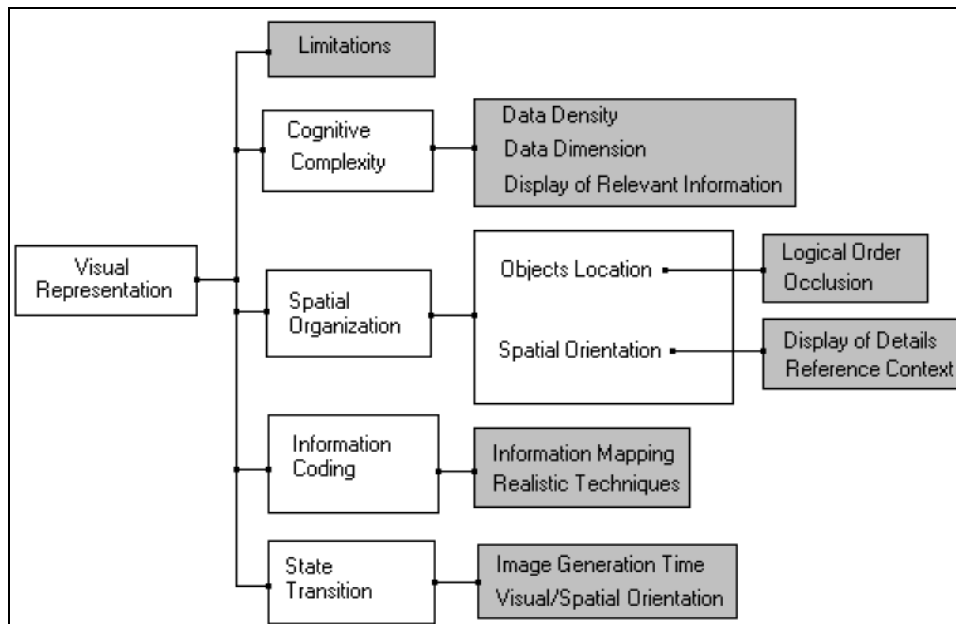 Limitations
Cognitive
Complexity
Data Density
Data Dimension
Display of Relevant Information
Visual
Representation
Spatial
Organization
Objects Location
Spatial Orientation
Logical Order
Occlusion
Display of Details
Reference Context
Information
Coding
Information Mapping
Realistic Techniques
State
Transition
Image Generation Time
Visual/Spatial Orientation